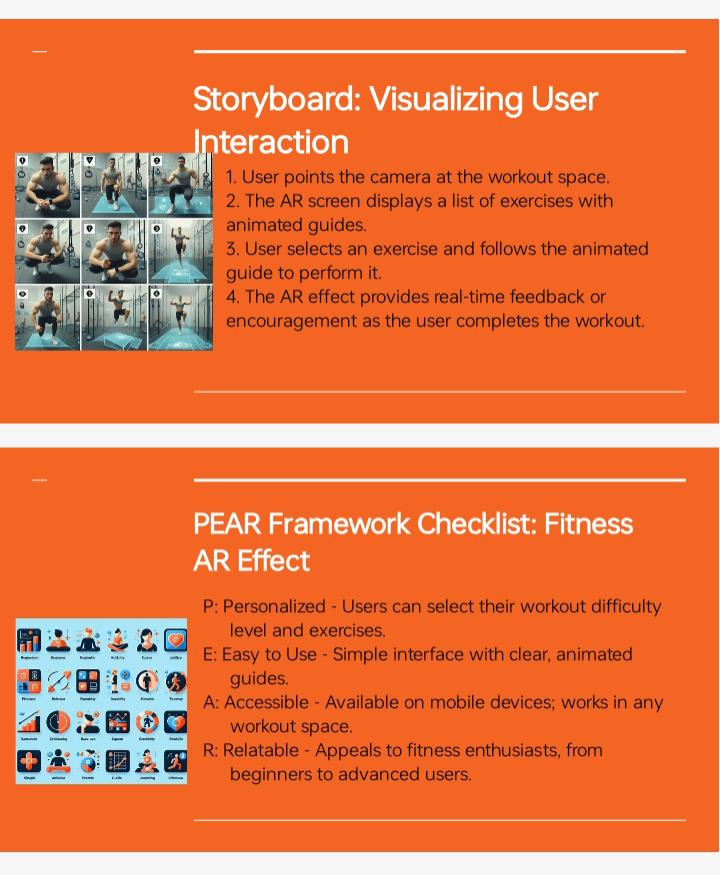 Storyboard: Visualizing User
Interaction
1. User points the camera at the workout space.
2. The AR screen displays a list of exercises with
animated guides.
3. User selects an exercise and follows the animated
guide to perform it.
4. The AR effect provides real-time feedback or
encouragement as the user completes the workout.
PEAR Framework Checklist: Fitness
AR Effect
P: Personalized - Users can select their workout difficulty
level and exercises.
E: Easy to Use - Simple interface with clear, animated
guides.
A: Accessible - Available on mobile devices; works in any
workout space.
R: Relatable - Appeals to fitness enthusiasts, from
beginners to advanced users.